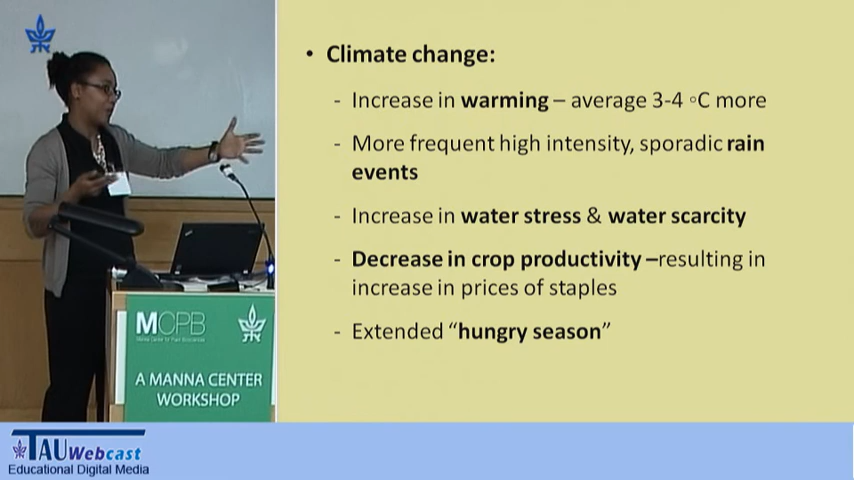 • Climate change:
- Increase in warming – average 3-4 °C more
- More frequent high intensity, sporadic rain
events
- Increase in water stress & water scarcity
- Decrease in crop productivity –resulting in
increase in prices of staples
- Extended “hungry season”
MCPB
A MANNA CENTER
WORKSHOP
TAU Webcast
Educational Digital Media